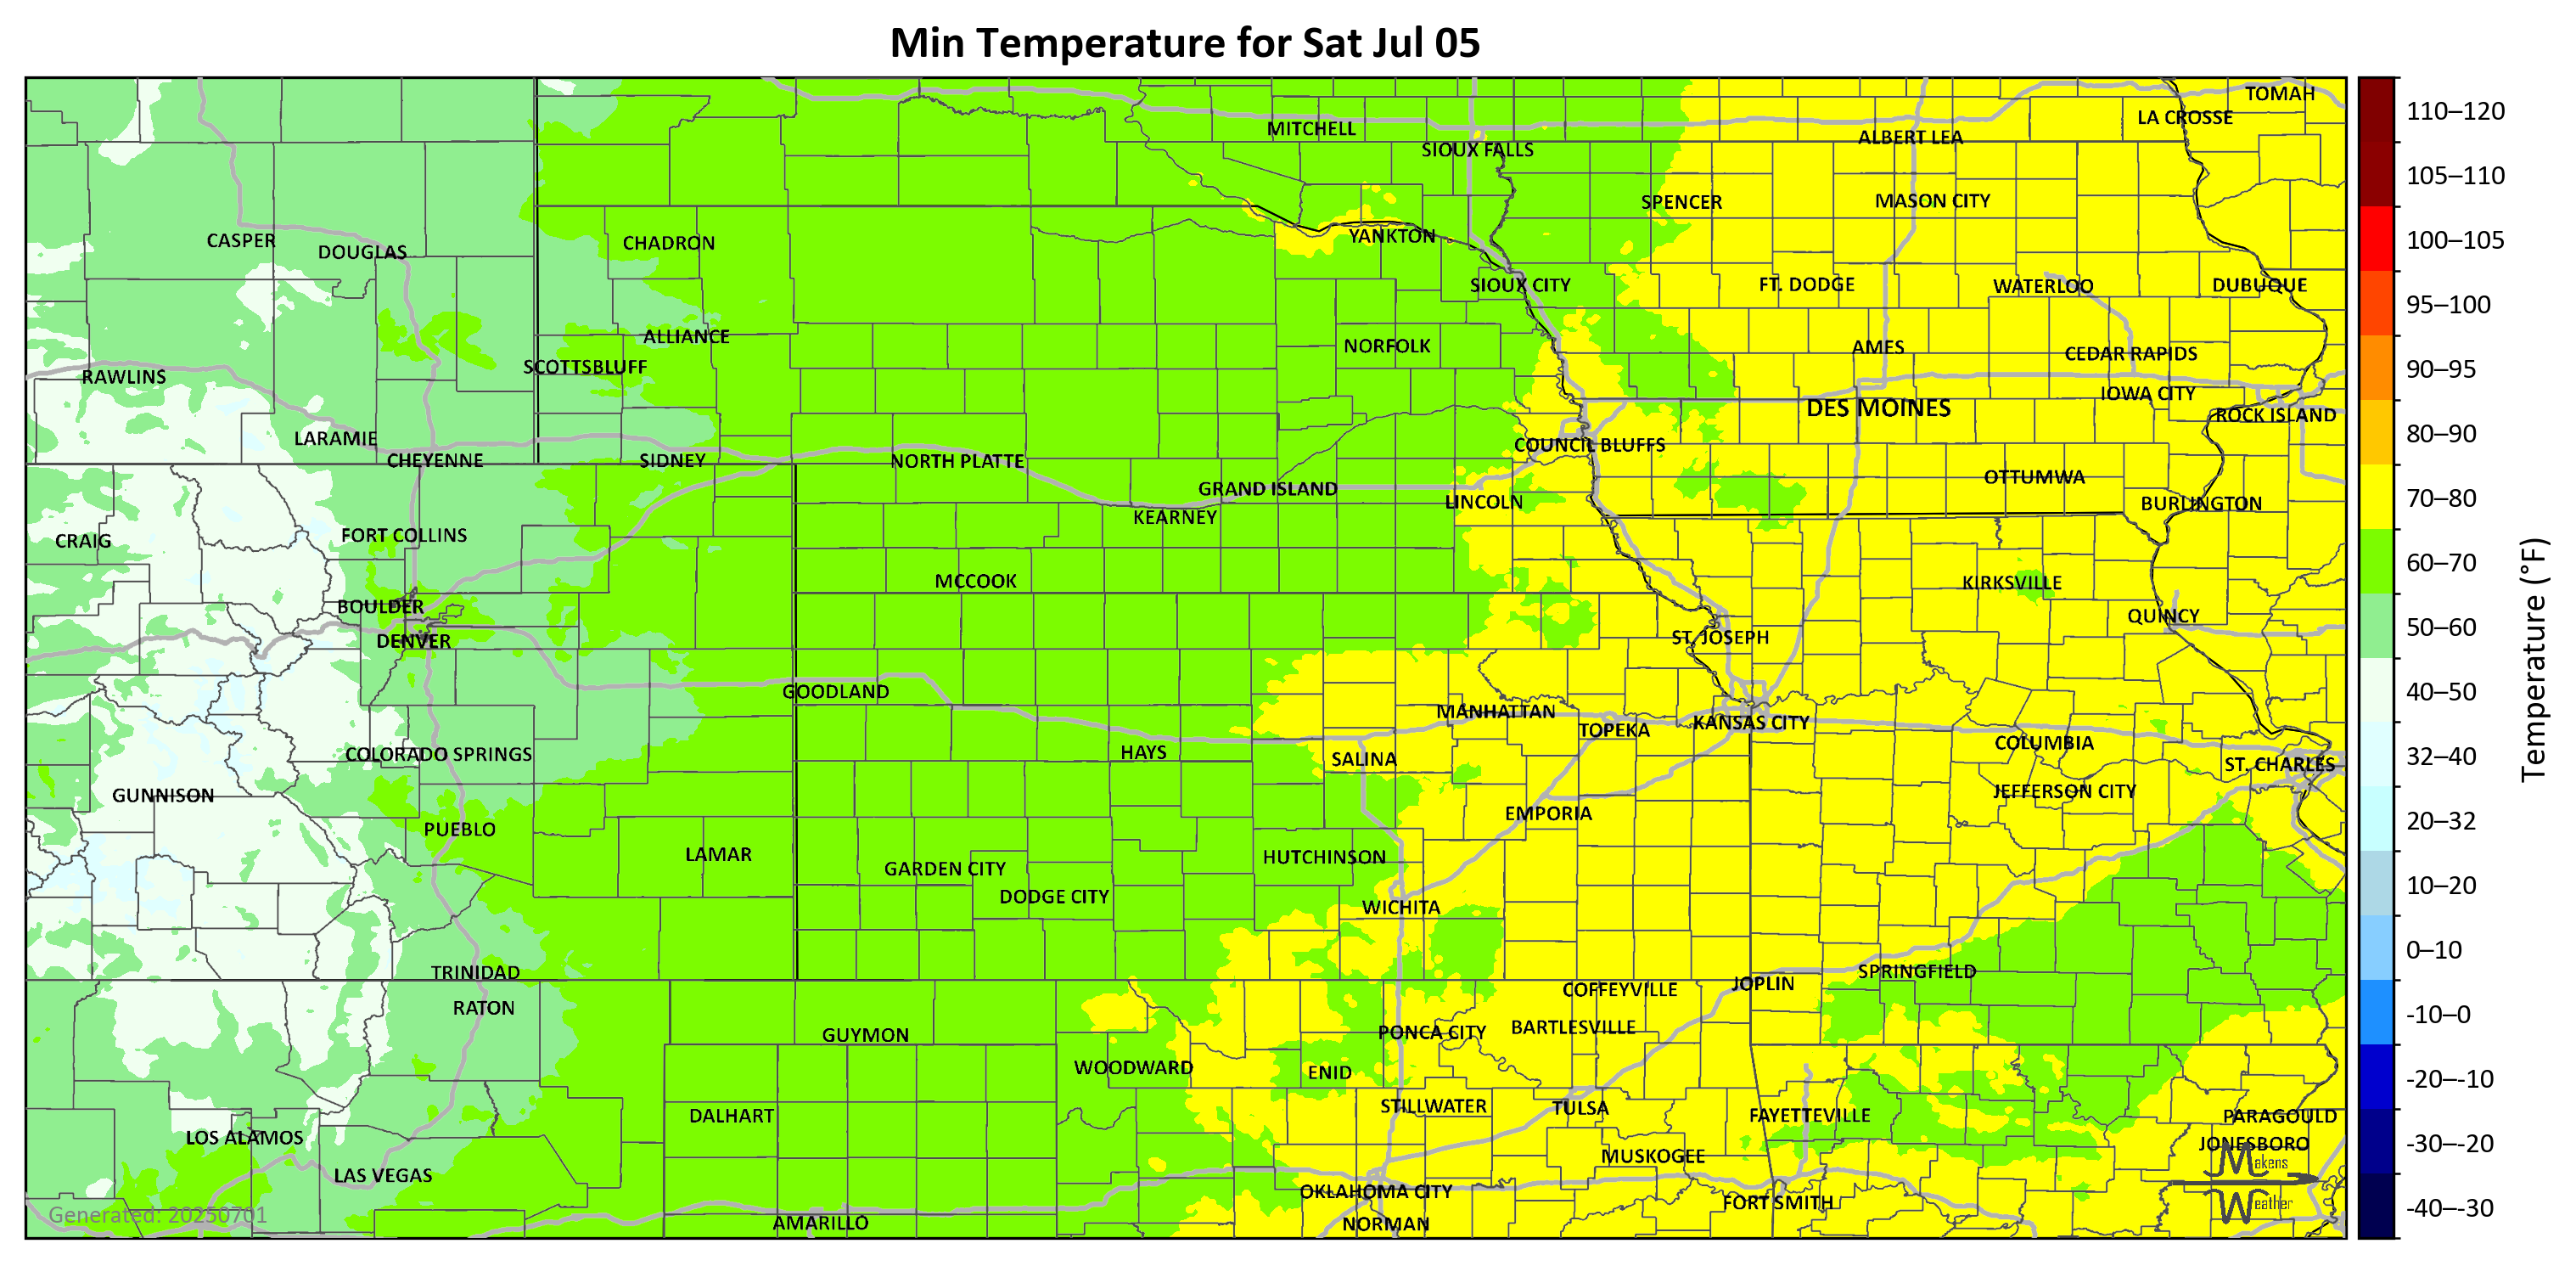 Min Temperature for Sat Jul 05
TOMAH
LA CROSSE
MITCHELL
ALBERT LEA
SIOUX FALLS
SPENCER
MASON CITY
CASPER
DOUGLAS
CHADRON
YANKTON
SIOUX CITY
FT. DODGE
WATERLOO
DUBUQUE
ALLIANCE
NORFOLK
AMES
CEDAR RAPIDS
SCOTTSBLUFF
RAWLINS
IOWA CITY
DES MOINES
ROCK ISLAND
LARAMIE
COUNCIL BLUFFS
CHEYENNE
SIDNEY
NORTH PLATTE
OTTUMWA
GRAND ISLAND
LINCOLN
BURLINGTON
KEARNEY
FORT COLLINS
CRAIG
MCCOOK
KIRKSVILLE
BOULDER
QUINCY
DENVER
ST. JOSEPH
GOODLAND
MANHATTAN
TOPEKA
KANSAS CITY
COLUMBIA
COLORADO SPRINGS
HAYS
SALINA
ST. CHARLES
GUNNISON
JEFFERSON CITY
EMPORIA
PUEBLO
LAMAR
HUTCHINSON
GARDEN CITY
DODGE CITY
WICHITA
TRINIDAD
SPRINGFIELD
JOPLIN
COFFEYVILLE
RATON
GUYMON
PONCA CITY
BARTLESVILLE
WOODWARD
ENID
STILLWATER
TULSA
DALHART
FAYETTEVILLE
PARAGOULD
LOS ALAMOS
JONESBORO
MUSKOGEE
LAS VEGAS
OKLAHOMA CITY
FORT SMITH
AMARILLO
NORMAN
Generated: 20250701
Makens
Weather
110–120
105–110
100–105
95–100
90–95
80–90
70–80
60–70
50–60
40–50
32–40
20–32
10–20
0–10
-10–0
-20–-10
-30–-20
-40–-30
Temperature (°F)